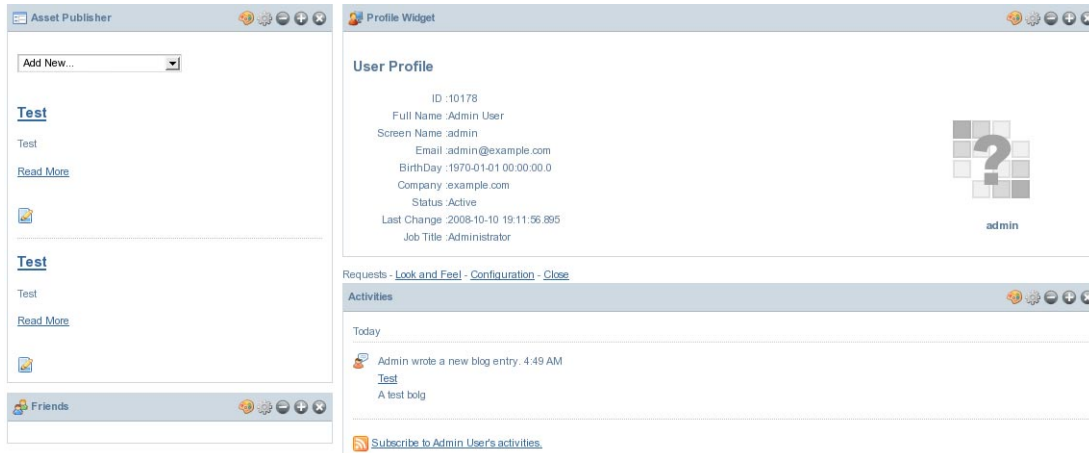 Asset Publisher
Add New...
Test
Test
Read More
Test
Test
Read More
Friends
Profile Widget
User Profile
ID :10178
Full Name :Admin User
Screen Name :admin
Email :admin@example.com
BirthDay :1970-01-01 00:00:00.0
Company :example.com
Status :Active
Last Change :2008-10-10 19:11:56.895
Job Title :Administrator
?
admin
Requests - Look and Feel - Configuration - Close
Activities
Today
Admin wrote a new blog entry. 4:49 AM
Test
A test bolg
Subscribe to Admin User's activities.